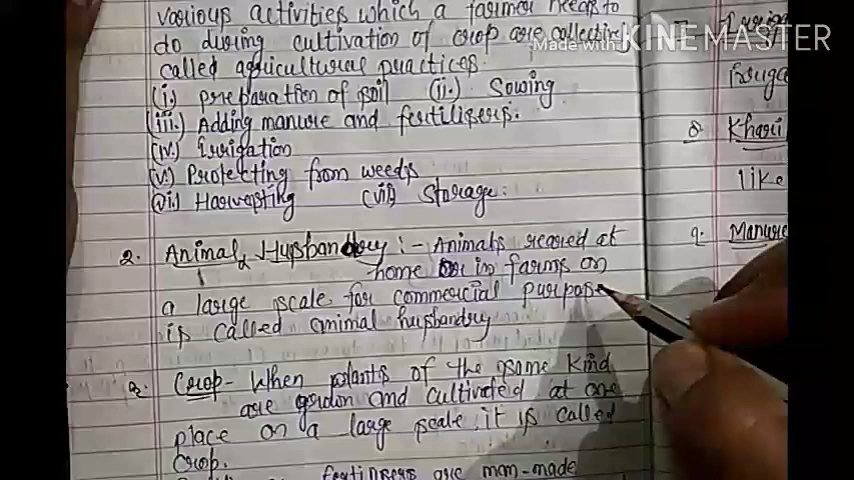 various activities which a farmer needs to
do during cultivation of crop are collectivel
called agricultural practices.
(i.) preparation of soil (ii.) Sowing
(iii.) Adding manure and fertilisers.
(iv.) Irrigation
(v.) Protecting from weeds
(vi.) Harvesting (vii) Storage.
2. Animal Husbandry :- Animals reared at
home or in farms on
a large scale for commercial purpose
is called animal husbandry
3. Crop - When plants of the same kind
are grown and cultivated at one
place on a large scale, it is called
Crop.
fertilisers are man-made
8. Khari
like
9. Manure
Made with KINEMASTER